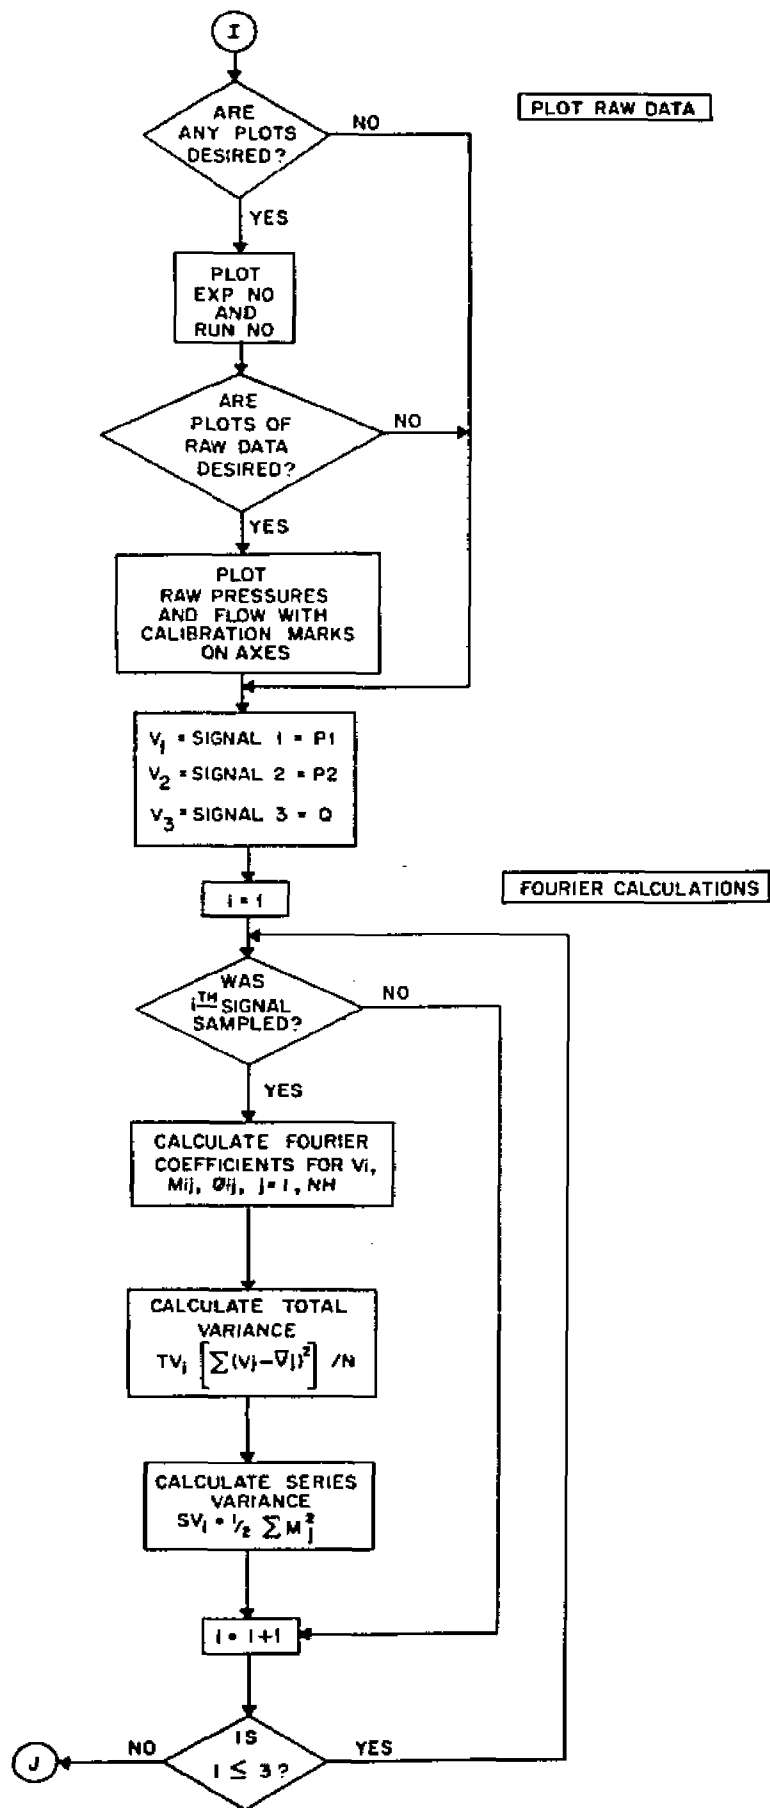 I
ARE
ANY PLOTS
DESIRED?
NO
PLOT RAW DATA
YES
PLOT
EXP NO
AND
RUN NO
ARE
PLOTS OF
RAW DATA
DESIRED?
NO
YES
PLOT
RAW PRESSURES
AND FLOW WITH
CALIBRATION MARKS
ON AXES
V₁ = SIGNAL 1 = P1
V₂ = SIGNAL 2 = P2
V₃ = SIGNAL 3 = Q
i = 1
FOURIER CALCULATIONS
WAS
iTH SIGNAL
SAMPLED?
NO
YES
CALCULATE FOURIER
COEFFICIENTS FOR Vi,
Mij, Øij, j = 1, NH
CALCULATE TOTAL
VARIANCE
TVi [∑(Vj-V̅j)²] /N
CALCULATE SERIES
VARIANCE
SVi = 1/2 ∑ Mj²
i = i+1
IS
I ≤ 3?
NO
YES
J